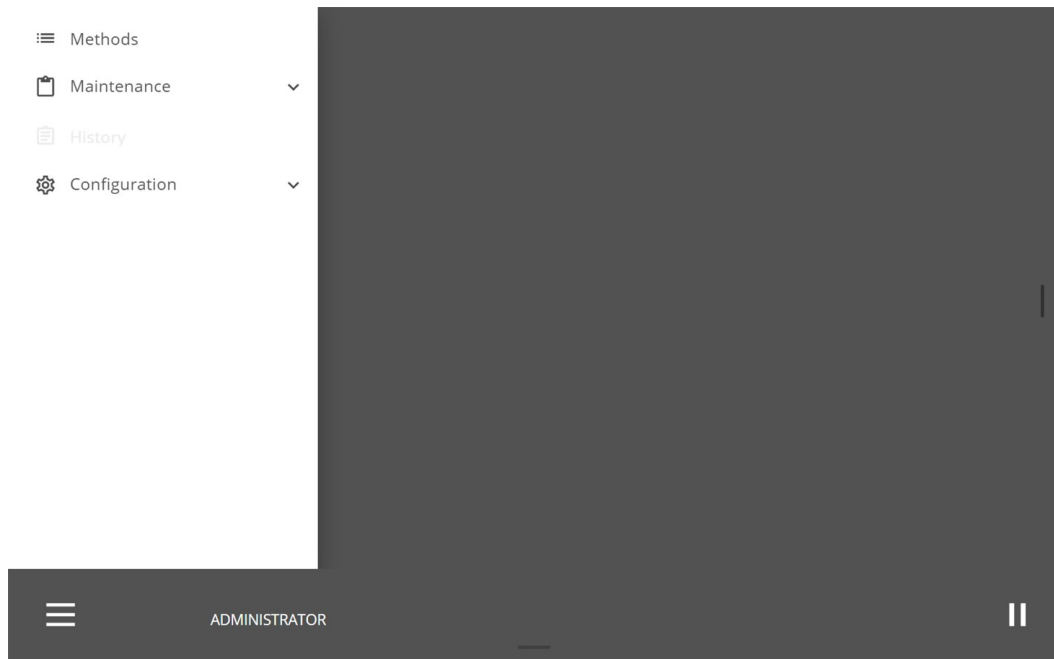 Methods
Maintenance
History
Configuration
ADMINISTRATOR